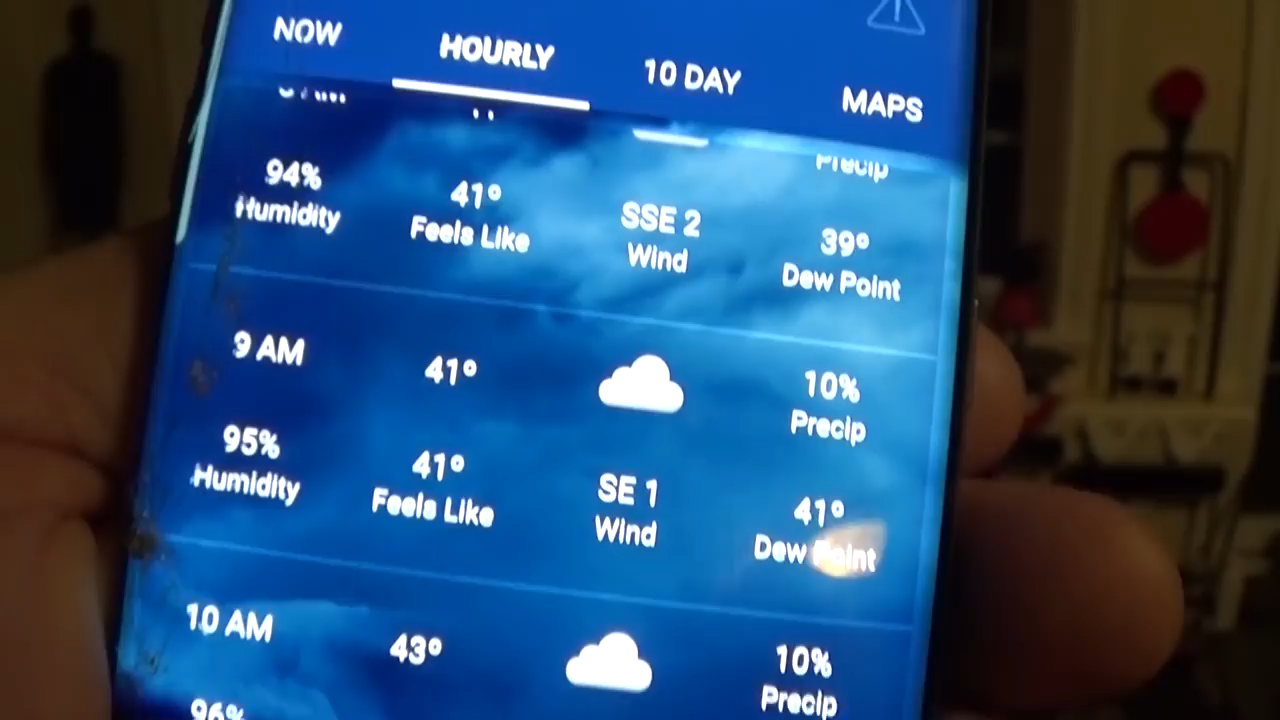 NOW HOURLY 10 DAY MAPS
Precip
94% 41° SSE 2 39°
Humidity Feels Like Wind Dew Point
9 AM 41° 10%
Precip
95% 41° SE 1 41°
Humidity Feels Like Wind Dew Point
10 AM 43° 10%
Precip
96%